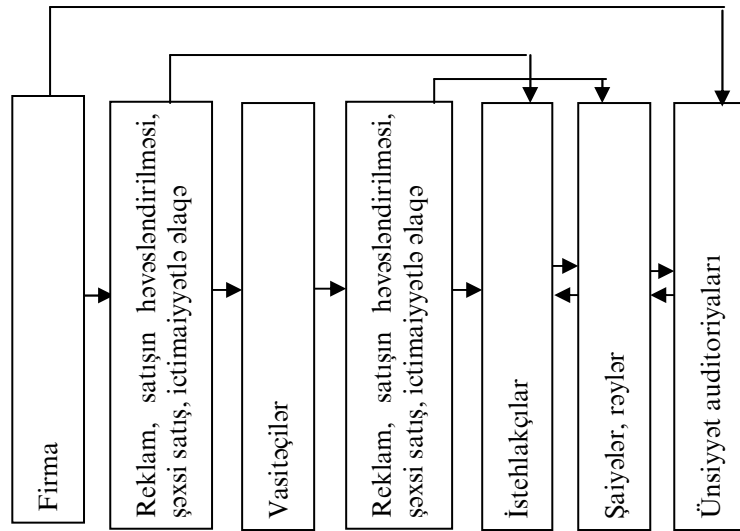 Firma
Reklam, satışın həvəsləndirilməsi,
şəxsi satış, ictimaiyyətlə əlaqə
Vasitəçilər
Reklam, satışın həvəsləndirilməsi,
şəxsi satış, ictimaiyyətlə əlaqə
İstehlakçılar
Şaiyələr, rəylər
Ünsiyyət auditoriyaları